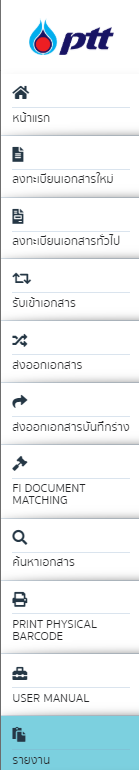 ptt
หน้าแรก
ลงทะเบียนเอกสารใหม่
ลงทะเบียนเอกสารทั่วไป
รับเข้าเอกสาร
ส่งออกเอกสาร
ส่งออกเอกสารบันทึกร่าง
FI DOCUMENT
MATCHING
ค้นหาเอกสาร
PRINT PHYSICAL
BARCODE
USER MANUAL
รายงาน